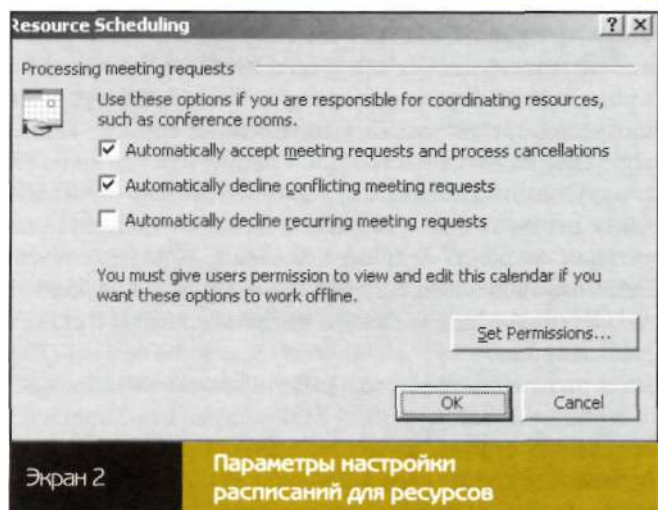 Resource Scheduling
Processing meeting requests
Use these options if you are responsible for coordinating resources,
such as conference rooms.
Automatically accept meeting requests and process cancellations
Automatically decline conflicting meeting requests
Automatically decline recurring meeting requests
You must give users permission to view and edit this calendar if you
want these options to work offline.
Set Permissions...
OK
Cancel
Экран 2
Параметры настройки
расписаний для ресурсов